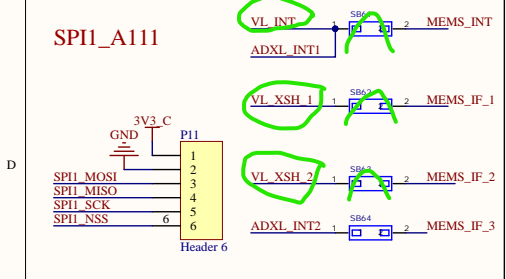 SPI1_A111
VL_INT
1
SB61
2
MEMS_INT
ADXL_INT1
VL_XSH_1
1
SB62
2
MEMS_IF_1
3V3_C
GND
P11
1
2
3
4
5
6
D
SPI1_MOSI
SPI1_MISO
SPI1_SCK
SPI1_NSS
6
Header 6
VL_XSH_2
1
2
MEMS_IF_2
ADXL_INT2
1
SB64
2
MEMS_IF_3